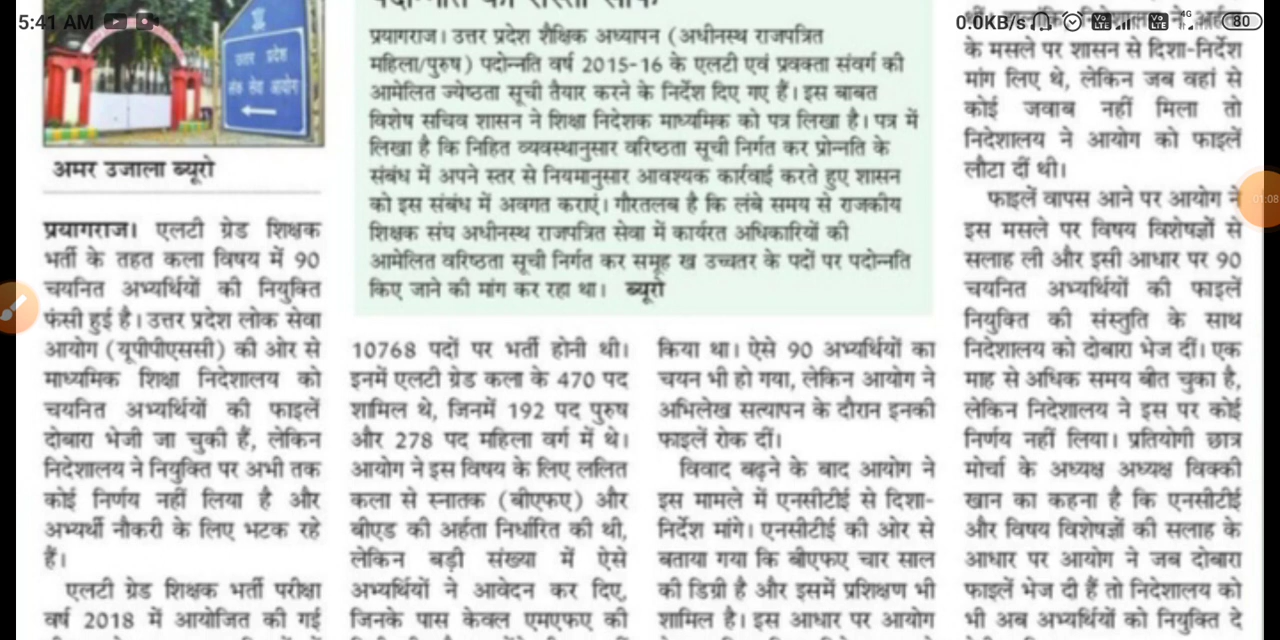 5:41 AM
0.0KB/s
4G
80
01:08
उत्तर प्रदेश
लोक सेवा आयोग
अमर उजाला ब्यूरो
प्रयागराज। एलटी ग्रेड शिक्षक
भर्ती के तहत कला विषय में 90
चयनित अभ्यर्थियों की नियुक्ति
फंसी हुई है। उत्तर प्रदेश लोक सेवा
आयोग (यूपीपीएससी) की ओर से
माध्यमिक शिक्षा निदेशालय को
चयनित अभ्यर्थियों की फाइलें
दोबारा भेजी जा चुकी हैं, लेकिन
निदेशालय ने नियुक्ति पर अभी तक
कोई निर्णय नहीं लिया है और
अभ्यर्थी नौकरी के लिए भटक रहे
हैं।
एलटी ग्रेड शिक्षक भर्ती परीक्षा
वर्ष 2018 में आयोजित की गई
प्रयागराज। उत्तर प्रदेश शैक्षिक अध्यापन (अधीनस्थ राजपत्रित
महिला/पुरुष) पदोन्नति वर्ष 2015-16 के एलटी एवं प्रवक्ता संवर्ग की
आमेलित ज्येष्ठता सूची तैयार करने के निर्देश दिए गए हैं। इस बाबत
विशेष सचिव शासन ने शिक्षा निदेशक माध्यमिक को पत्र लिखा है। पत्र में
लिखा है कि निहित व्यवस्थानुसार वरिष्ठता सूची निर्गत कर प्रोन्नति के
संबंध में अपने स्तर से नियमानुसार आवश्यक कार्रवाई करते हुए शासन
को इस संबंध में अवगत कराएं। गौरतलब है कि लंबे समय से राजकीय
शिक्षक संघ अधीनस्थ राजपत्रित सेवा में कार्यरत अधिकारियों की
आमेलित वरिष्ठता सूची निर्गत कर समूह ख उच्चतर के पदों पर पदोन्नति
किए जाने की मांग कर रहा था। ब्यूरो
10768 पदों पर भर्ती होनी थी।
इनमें एलटी ग्रेड कला के 470 पद
शामिल थे, जिनमें 192 पद पुरुष
और 278 पद महिला वर्ग में थे।
आयोग ने इस विषय के लिए ललित
कला से स्नातक (बीएफए) और
बीएड की अर्हता निर्धारित की थी,
लेकिन बड़ी संख्या में ऐसे
अभ्यर्थियों ने आवेदन कर दिए,
जिनके पास केवल एमएफए की
किया था। ऐसे 90 अभ्यर्थियों का
चयन भी हो गया, लेकिन आयोग ने
अभिलेख सत्यापन के दौरान इनकी
फाइलें रोक दीं।
विवाद बढ़ने के बाद आयोग ने
इस मामले में एनसीटीई से दिशा-
निर्देश मांगे। एनसीटीई की ओर से
बताया गया कि बीएफए चार साल
की डिग्री है और इसमें प्रशिक्षण भी
शामिल है। इस आधार पर आयोग
के मसले पर शासन से दिशा-निर्देश
मांग लिए थे, लेकिन जब वहां से
कोई जवाब नहीं मिला तो
निदेशालय ने आयोग को फाइलें
लौटा दीं थी।
फाइलें वापस आने पर आयोग ने
इस मसले पर विषय विशेषज्ञों से
सलाह ली और इसी आधार पर 90
चयनित अभ्यर्थियों की फाइलें
नियुक्ति की संस्तुति के साथ
निदेशालय को दोबारा भेज दीं। एक
माह से अधिक समय बीत चुका है,
लेकिन निदेशालय ने इस पर कोई
निर्णय नहीं लिया। प्रतियोगी छात्र
मोर्चा के अध्यक्ष अध्यक्ष विक्की
खान का कहना है कि एनसीटीई
और विषय विशेषज्ञों की सलाह के
आधार पर आयोग ने जब दोबारा
फाइलें भेज दी हैं तो निदेशालय को
भी अब अभ्यर्थियों को नियुक्ति दे